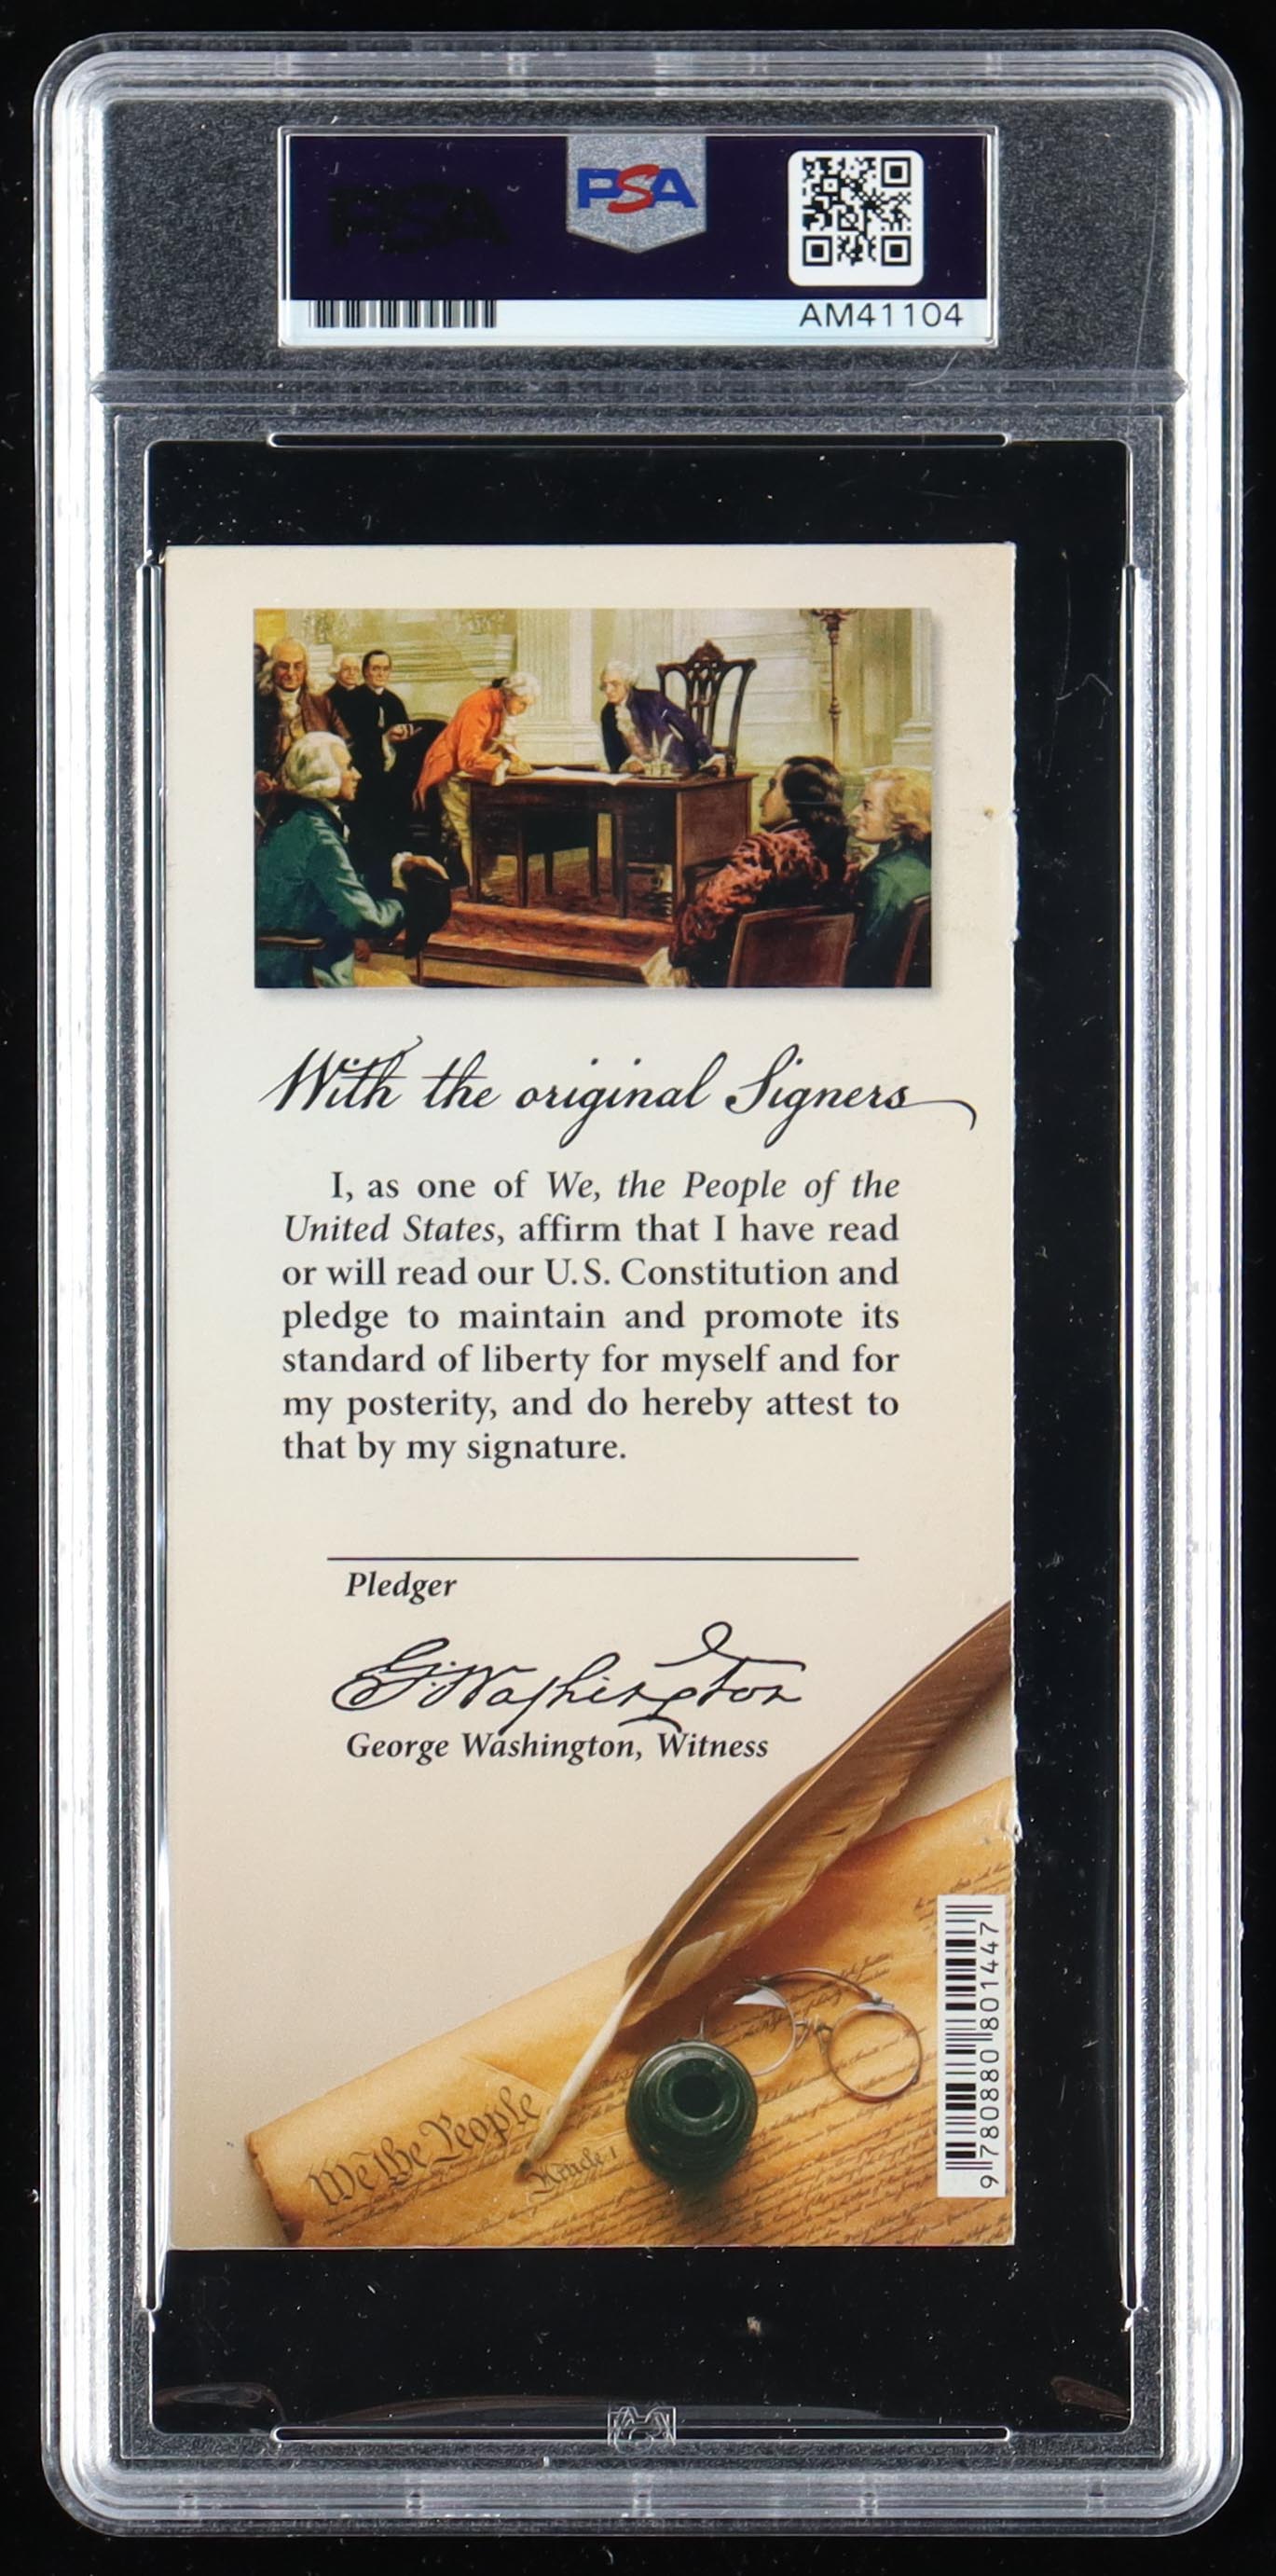 PSA
PSA
AM41104
With the original Signers
I, as one of We, the People of the
United States, affirm that I have read
or will read our U.S. Constitution and
pledge to maintain and promote its
standard of liberty for myself and for
my posterity, and do hereby attest to
that by my signature.
Pledger
G. Washington
George Washington, Witness
We the People
Article 1
9 780880 801447